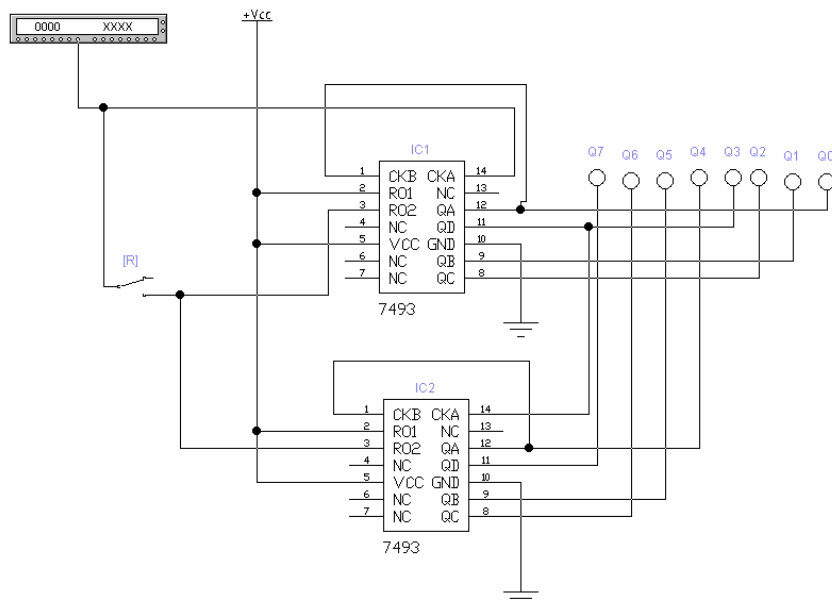 0000 XXXX
+Vcc
Q7 Q6 Q5 Q4 Q3 Q2 Q1 Q0
IC1
1 CKB CKA 14
2 RO1 NC 13
3 RO2 QA 12
4 NC QD 11
5 VCC GND 10
6 NC QB 9
7 NC QC 8
7493
[R]
IC2
1 CKB CKA 14
2 RO1 NC 13
3 RO2 QA 12
4 NC QD 11
5 VCC GND 10
6 NC QB 9
7 NC QC 8
7493